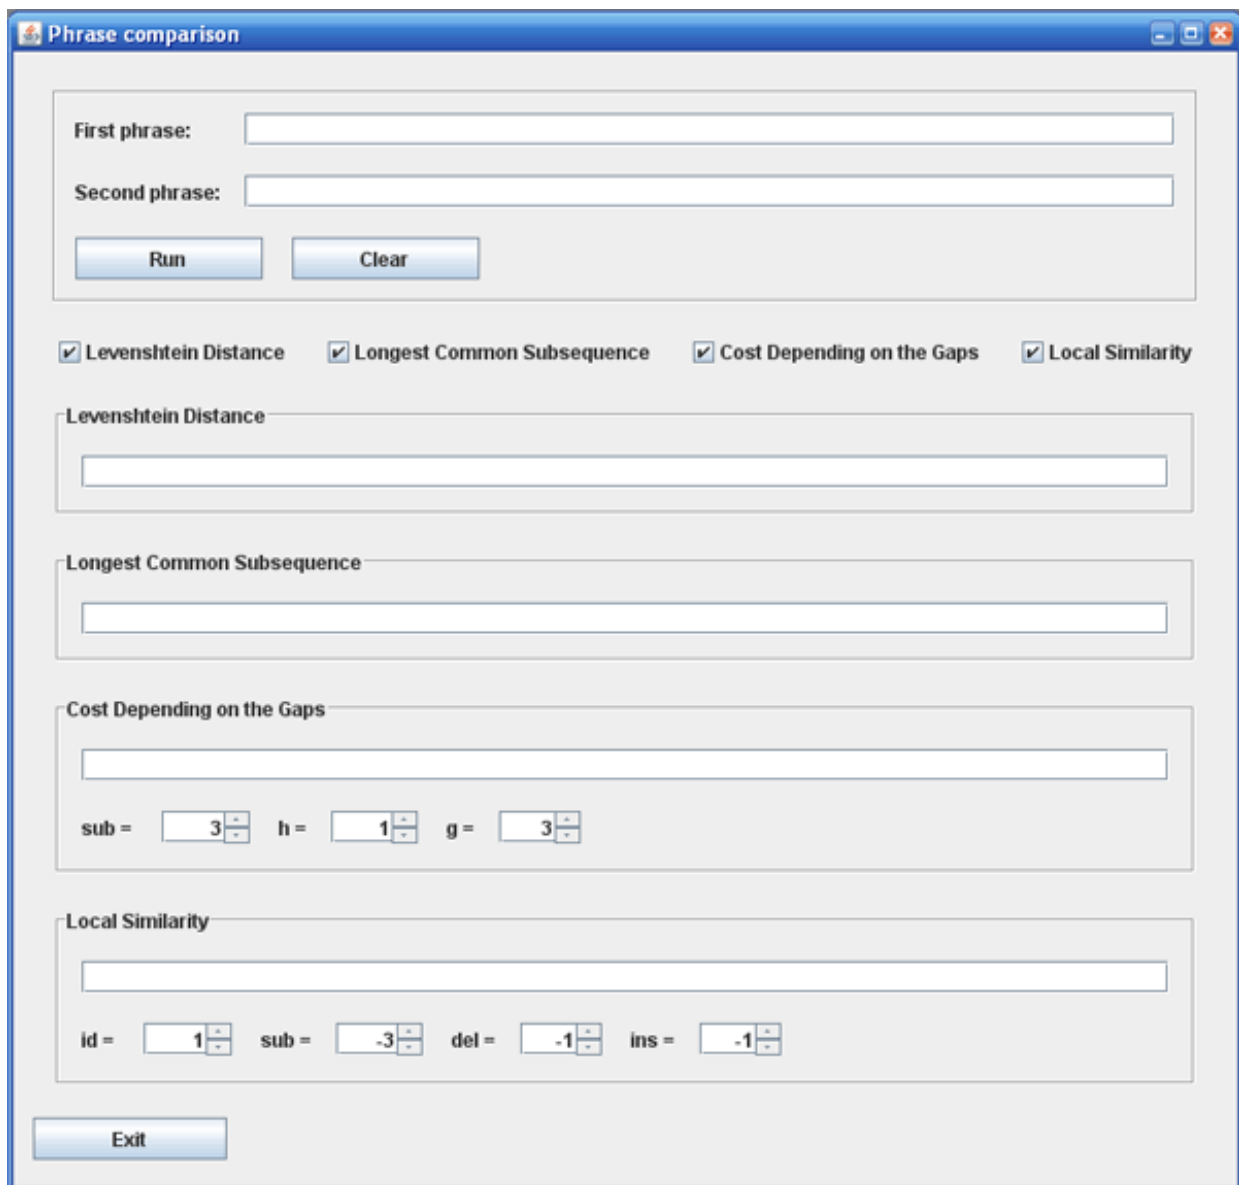 Phrase comparison
First phrase:
Second phrase:
Run Clear
Levenshtein Distance Longest Common Subsequence Cost Depending on the Gaps Local Similarity
Levenshtein Distance
Longest Common Subsequence
Cost Depending on the Gaps
sub = 3 h = 1 g = 3
Local Similarity
id = 1 sub = -3 del = -1 ins = -1
Exit